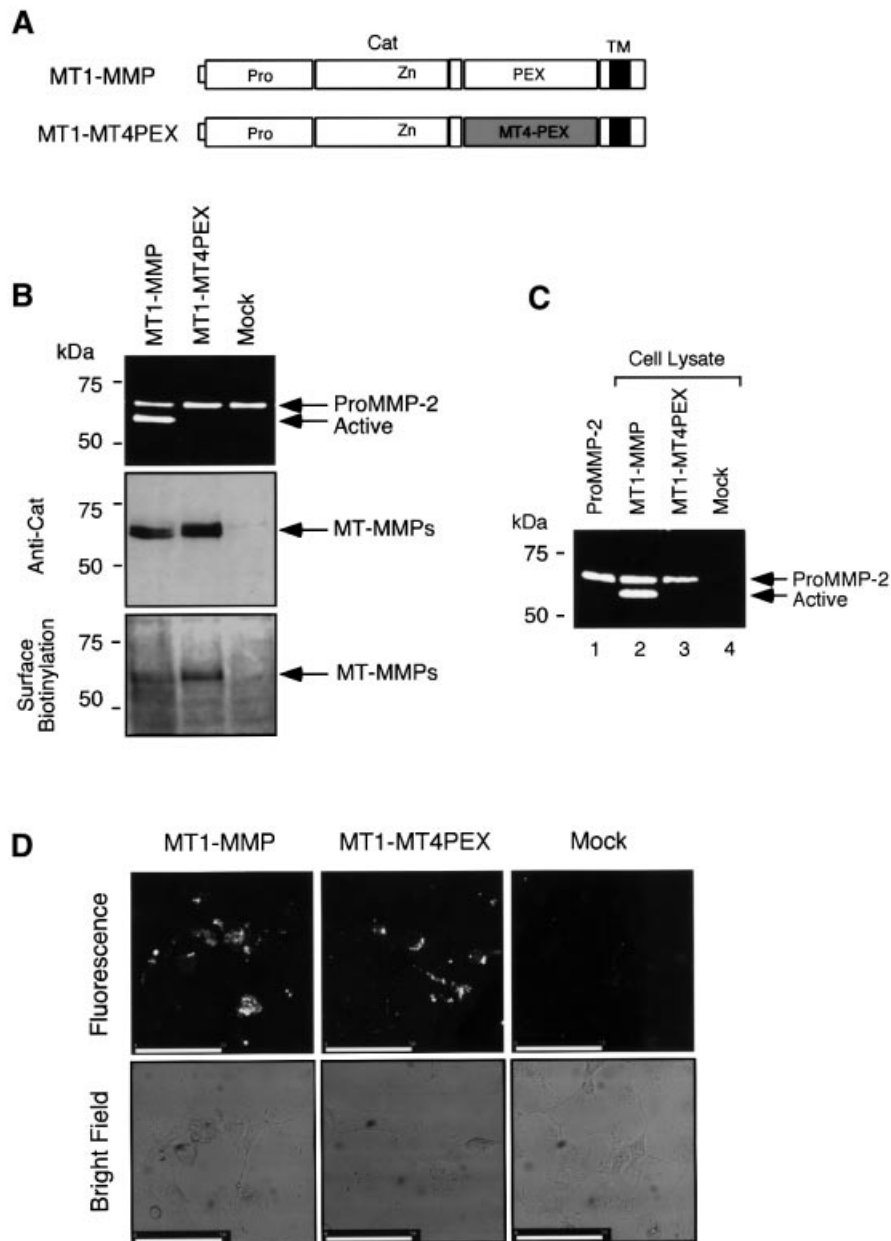 A
Cat
TM
MT1-MMP
Pro
Zn
PEX
MT1-MT4PEX
Pro
Zn
MT4-PEX
B
MT1-MMP
MT1-MT4PEX
Mock
kDa
75
50
ProMMP-2
Active
Anti-Cat
75
50
MT-MMPs
Surface
Biotinylation
75
50
MT-MMPs
C
Cell Lysate
ProMMP-2
MT1-MMP
MT1-MT4PEX
Mock
kDa
75
50
ProMMP-2
Active
1 2 3 4
D
MT1-MMP MT1-MT4PEX Mock
Fluorescence
Bright Field